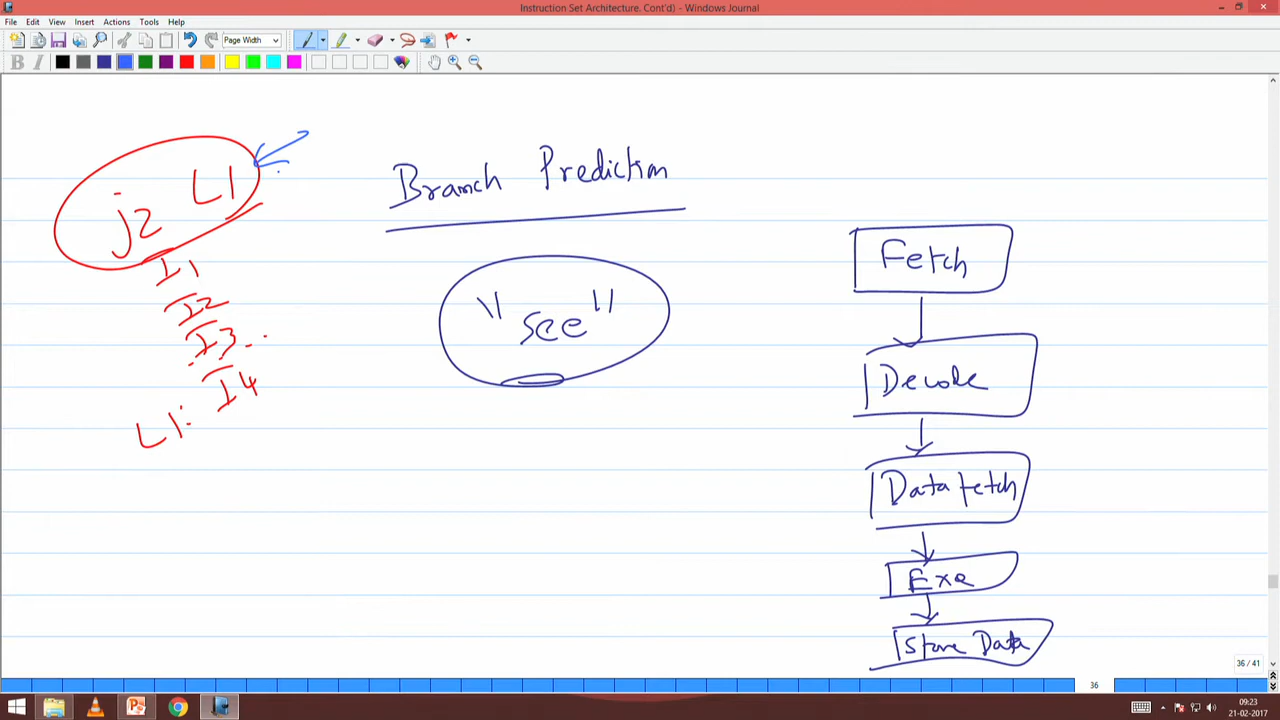 Instruction Set Architecture. Cont'd) - Windows Journal
File Edit View Insert Actions Tools Help
Page Width
B I
jz L1
I1
I2
I3 . .
I4
L1:
Branch Prediction
"see"
Fetch
Decode
Data fetch
Exe
Store Data
36 / 41
36
09:23
21-02-2017